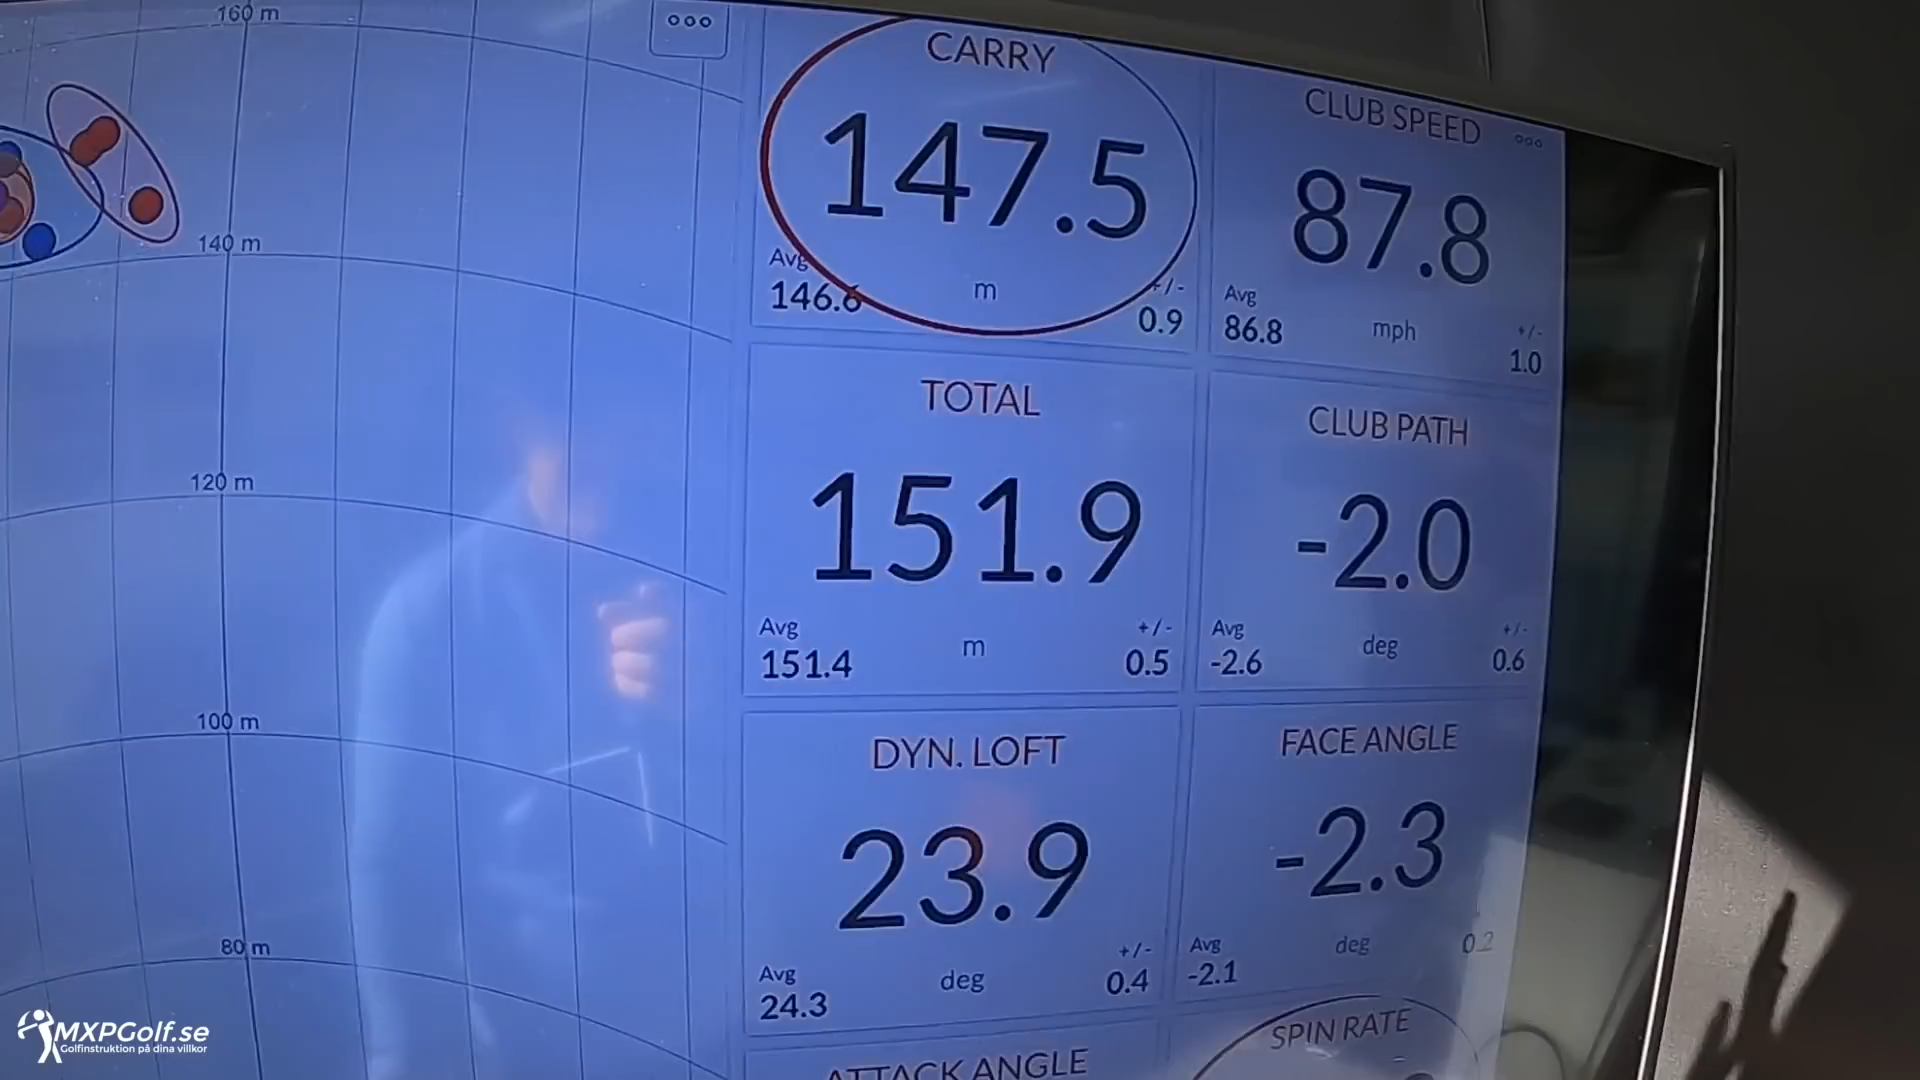 160 m
140 m
120 m
100 m
80 m
CARRY
147.5
Avg
146.6
m
+/-
0.9
CLUB SPEED
87.8
Avg
86.8
mph
+/-
1.0
TOTAL
151.9
Avg
151.4
m
+/-
0.5
CLUB PATH
-2.0
Avg
-2.6
deg
+/-
0.6
DYN. LOFT
23.9
Avg
24.3
deg
+/-
0.4
FACE ANGLE
-2.3
Avg
-2.1
deg
0.2
ATTACK ANGLE
SPIN RATE
MXPGolf.se
Golfinstruktion på dina villkor